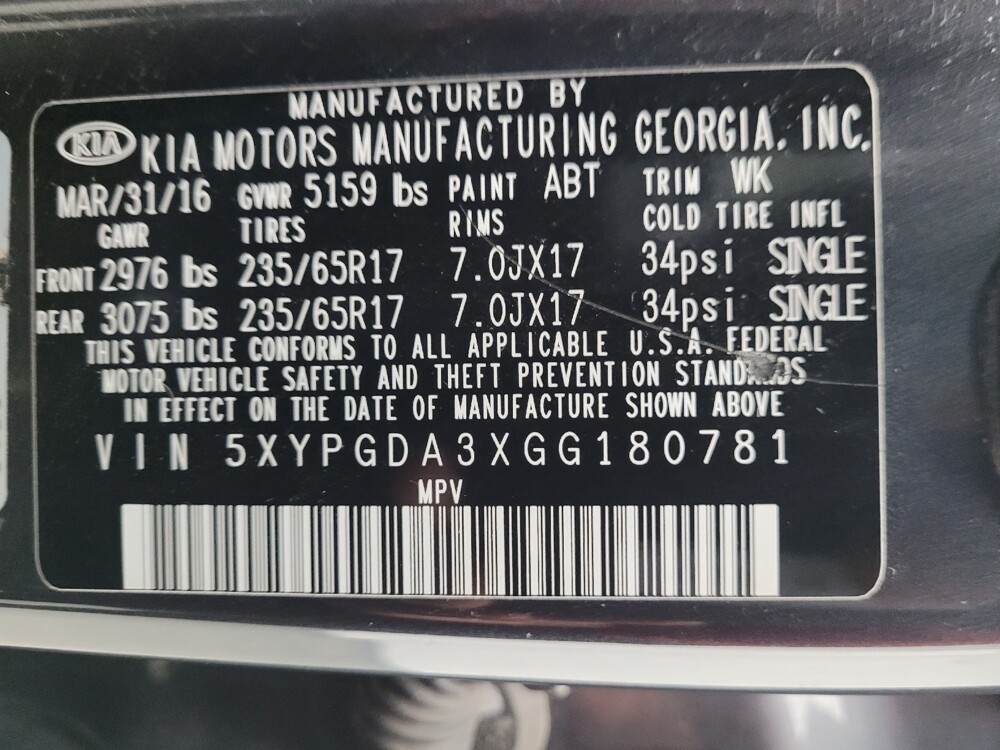 MANUFACTURED BY
KIA KIA MOTORS MANUFACTURING GEORGIA, INC.
MAR/31/16 GVWR 5159 lbs PAINT ABT TRIM WK
GAWR TIRES RIMS COLD TIRE INFL
FRONT 2976 lbs 235/65R17 7.0JX17 34psi SINGLE
REAR 3075 lbs 235/65R17 7.0JX17 34psi SINGLE
THIS VEHICLE CONFORMS TO ALL APPLICABLE U.S.A. FEDERAL
MOTOR VEHICLE SAFETY AND THEFT PREVENTION STANDARDS
IN EFFECT ON THE DATE OF MANUFACTURE SHOWN ABOVE
VIN 5XYPGDA3XGG180781
MPV